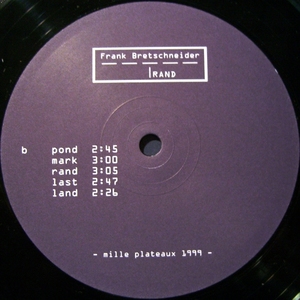 Frank Bretschneider
RAND
b pond 2:45
mark 3:00
rand 3:05
last 2:47
land 2:26
- mille plateaux 1999 -